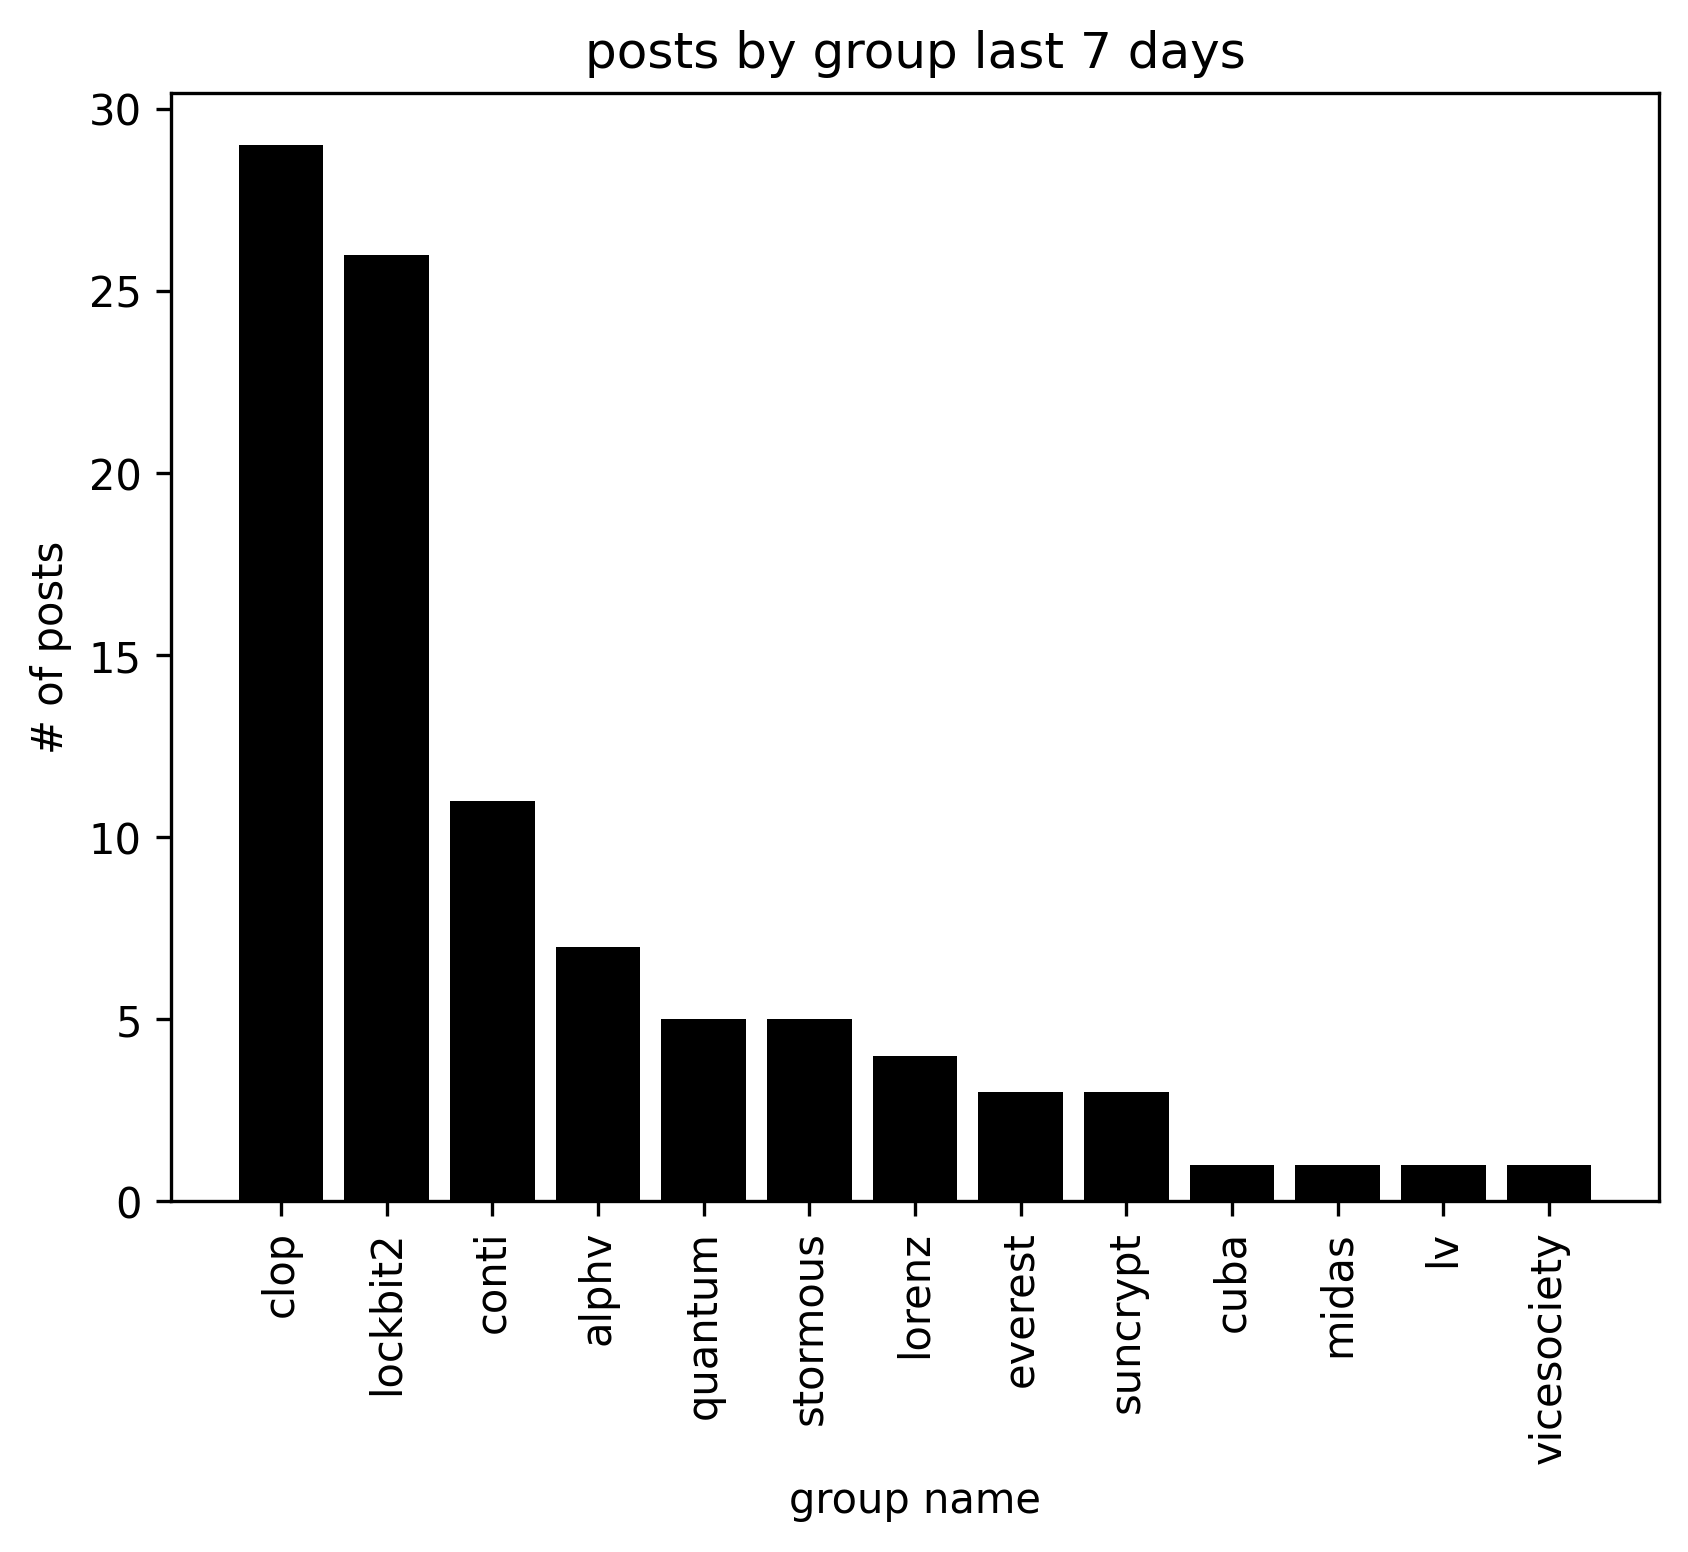 posts by group last 7 days
# of posts
30
25
20
15
10
5
0
clop
lockbit2
conti
alphv
quantum
stormous
lorenz
everest
suncrypt
cuba
midas
lv
vicesociety
group name